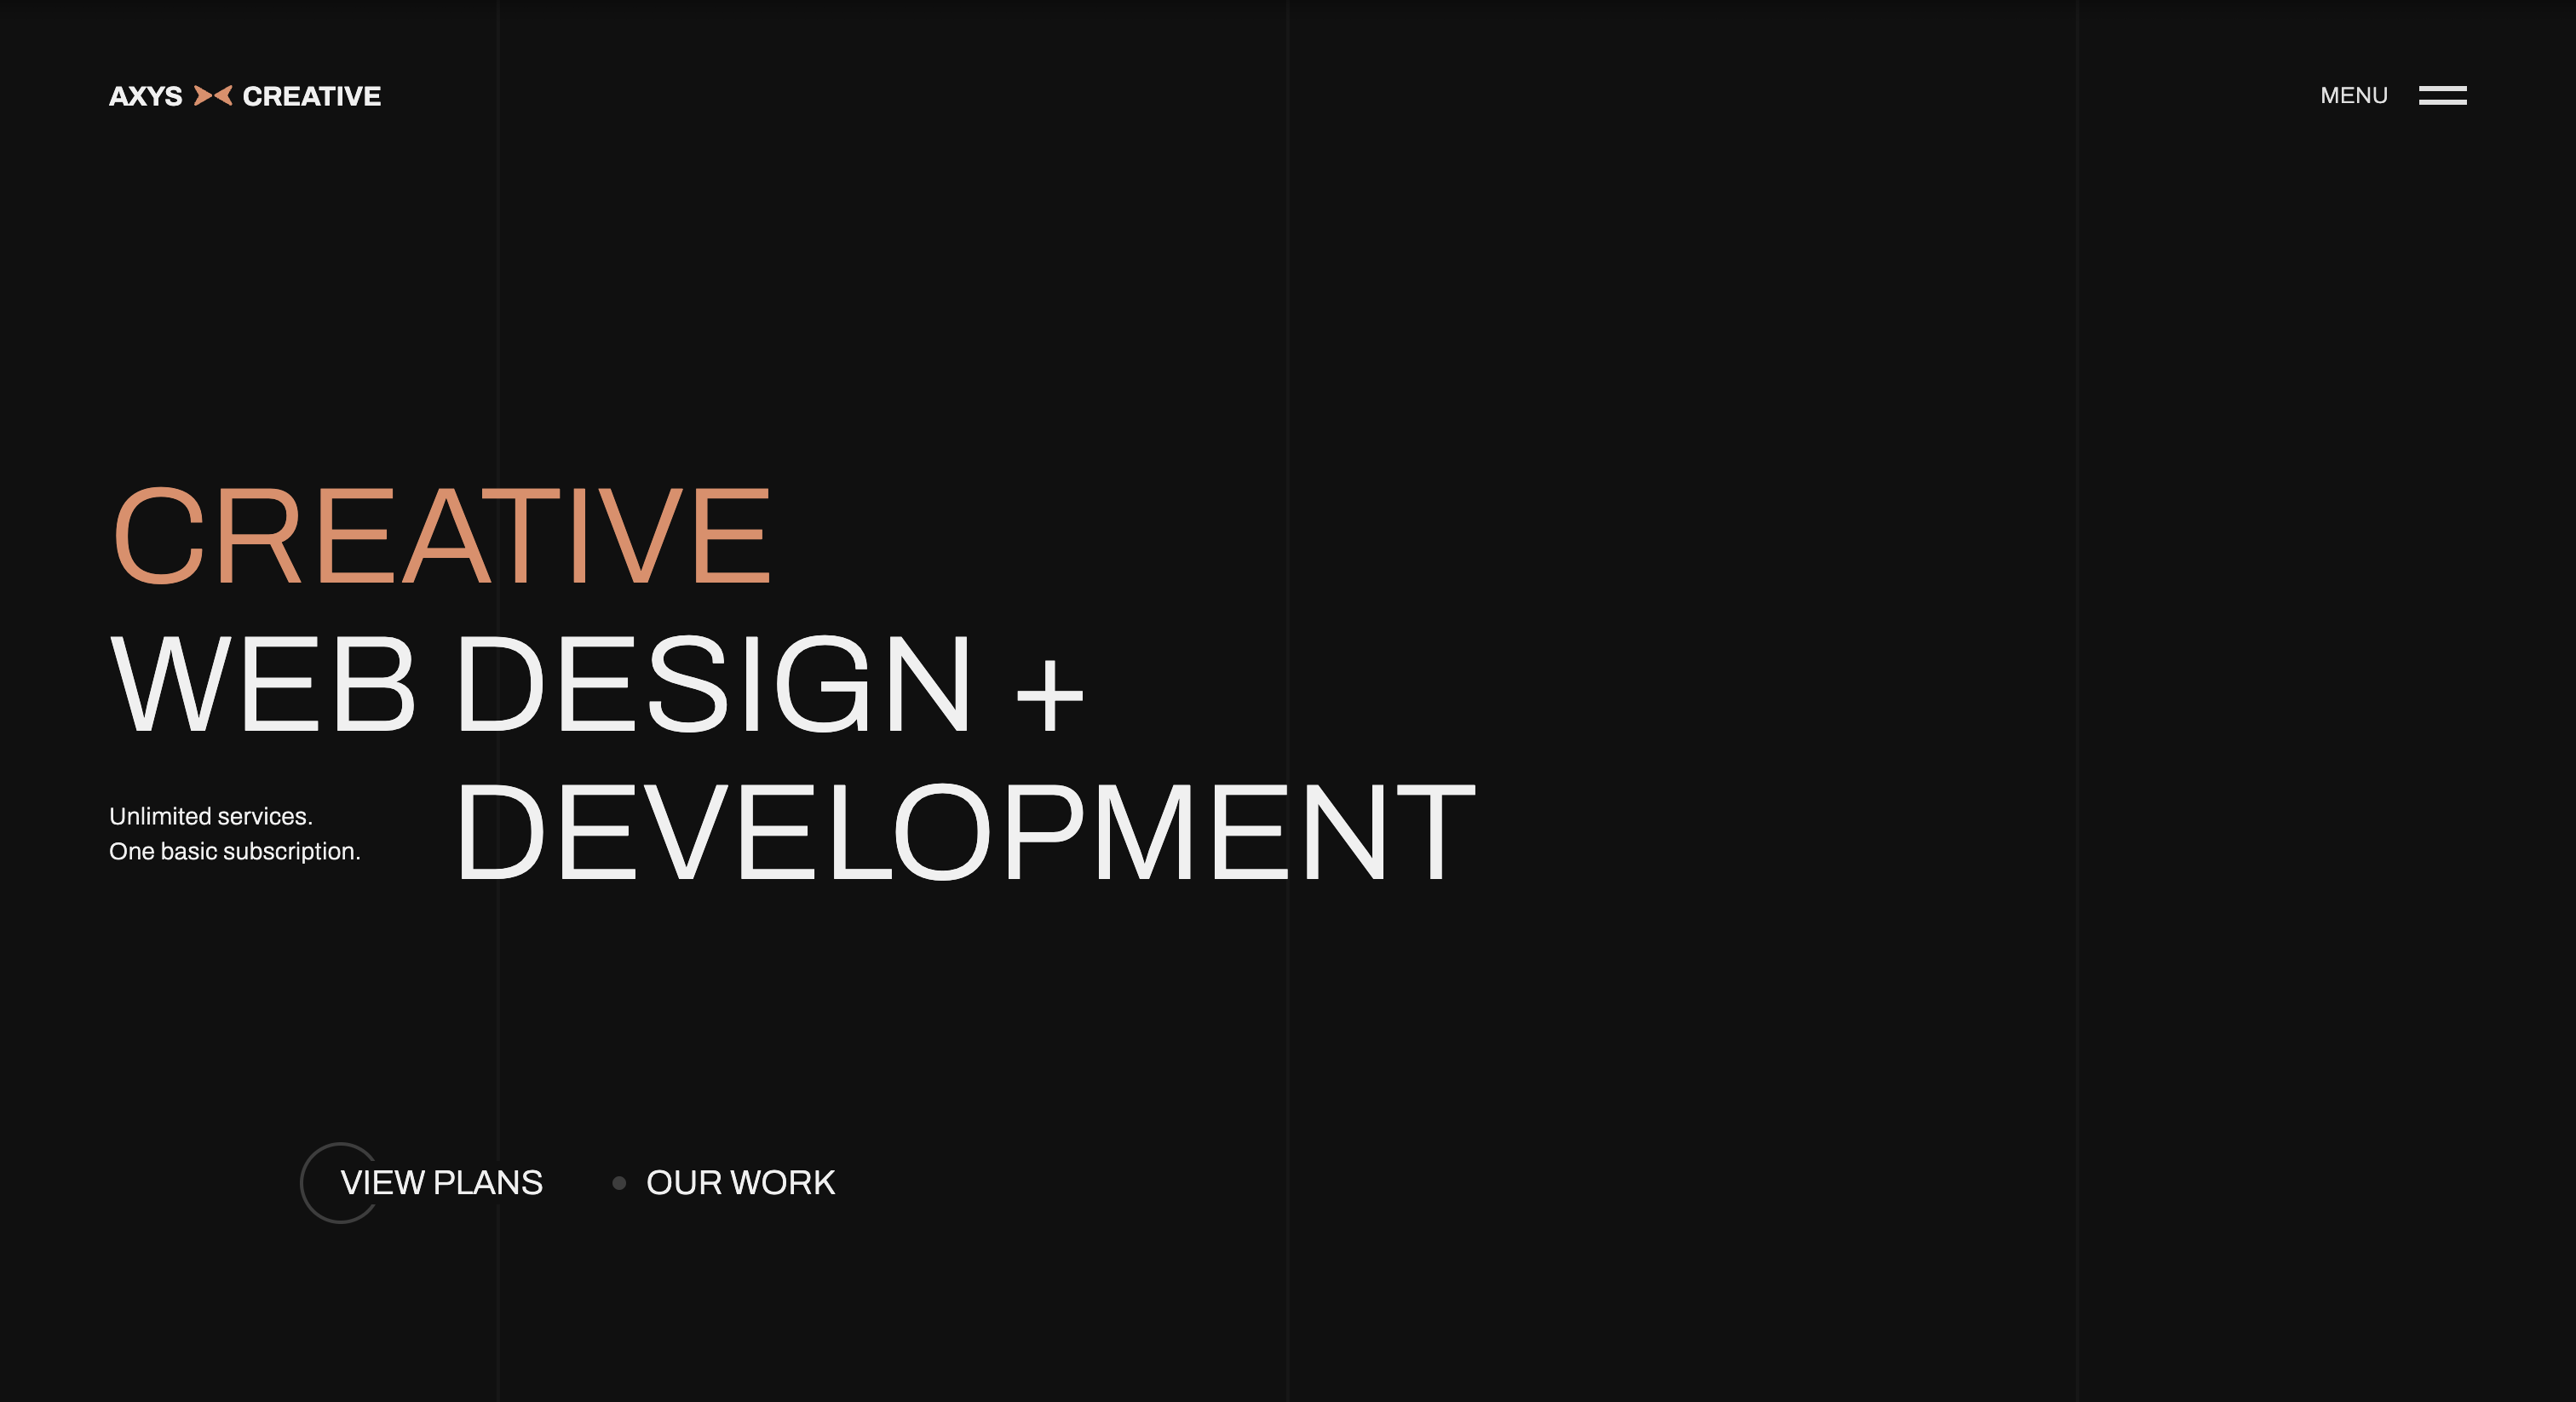 AXYS CREATIVE
MENU
CREATIVE
WEB DESIGN +
DEVELOPMENT
Unlimited services.
One basic subscription.
VIEW PLANS
OUR WORK